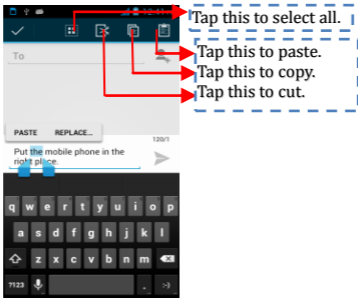 Tap this to select all.
To
Tap this to paste.
Tap this to copy.
Tap this to cut.
PASTE REPLACE...
120/1
Put the mobile phone in the
right place.
q w e r t y u i o p
a s d f g h j k l
z x c v b n m
?123 . :-)